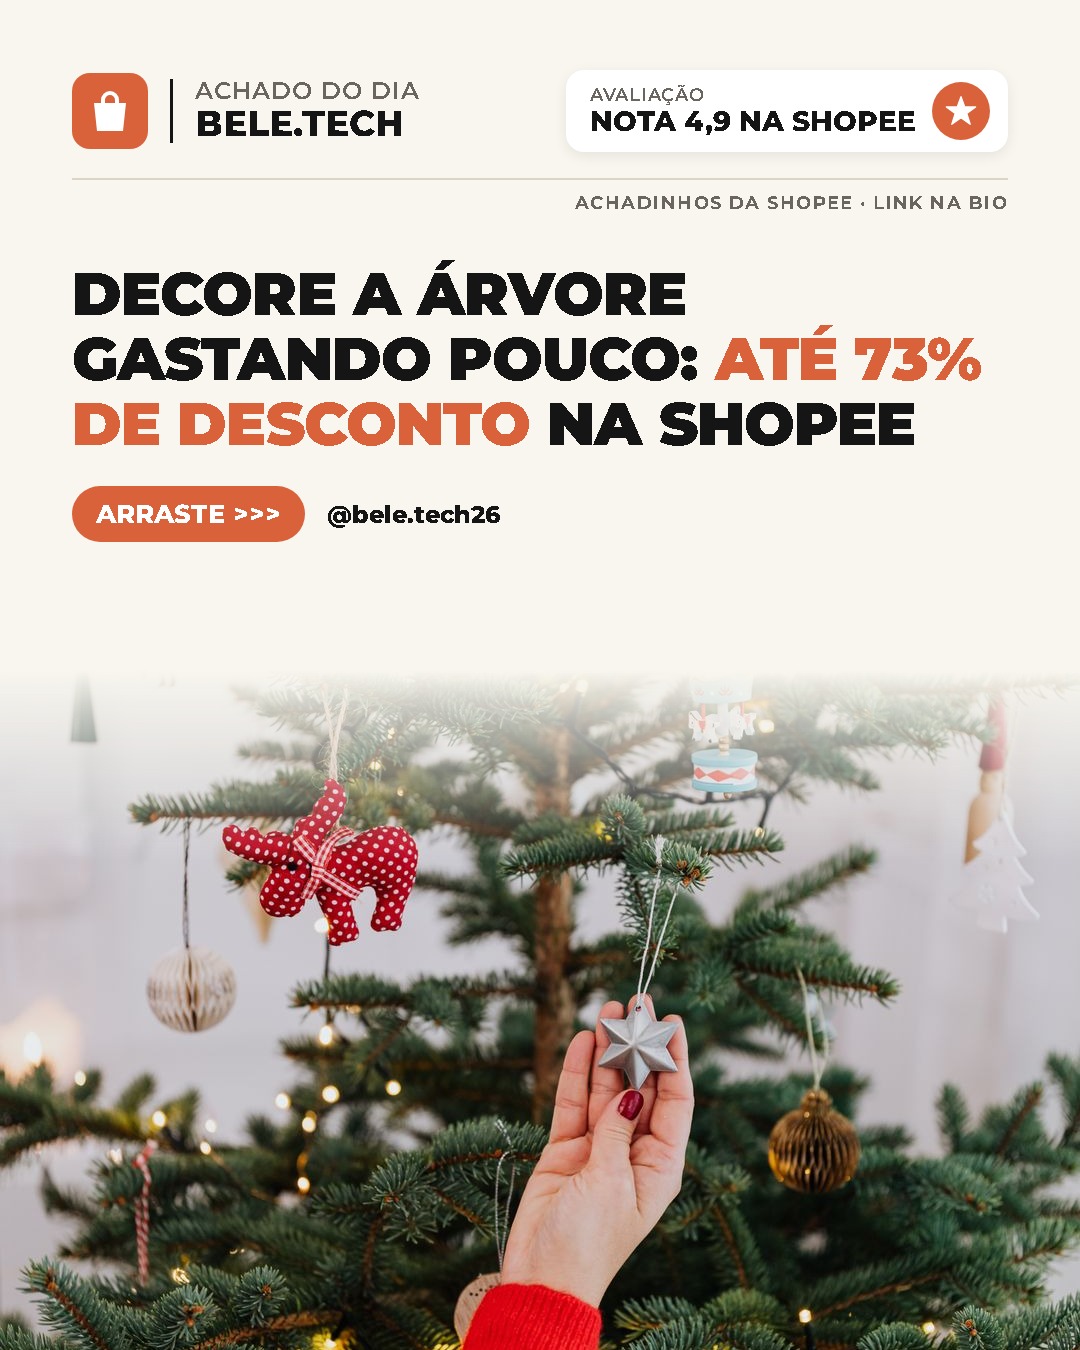 ACHADO DO DIA
BELE.TECH
AVALIAÇÃO
NOTA 4,9 NA SHOPEE
ACHADINHOS DA SHOPEE · LINK NA BIO
DECORE A ÁRVORE
GASTANDO POUCO: ATÉ 73%
DE DESCONTO NA SHOPEE
ARRASTE >>>
@bele.tech26